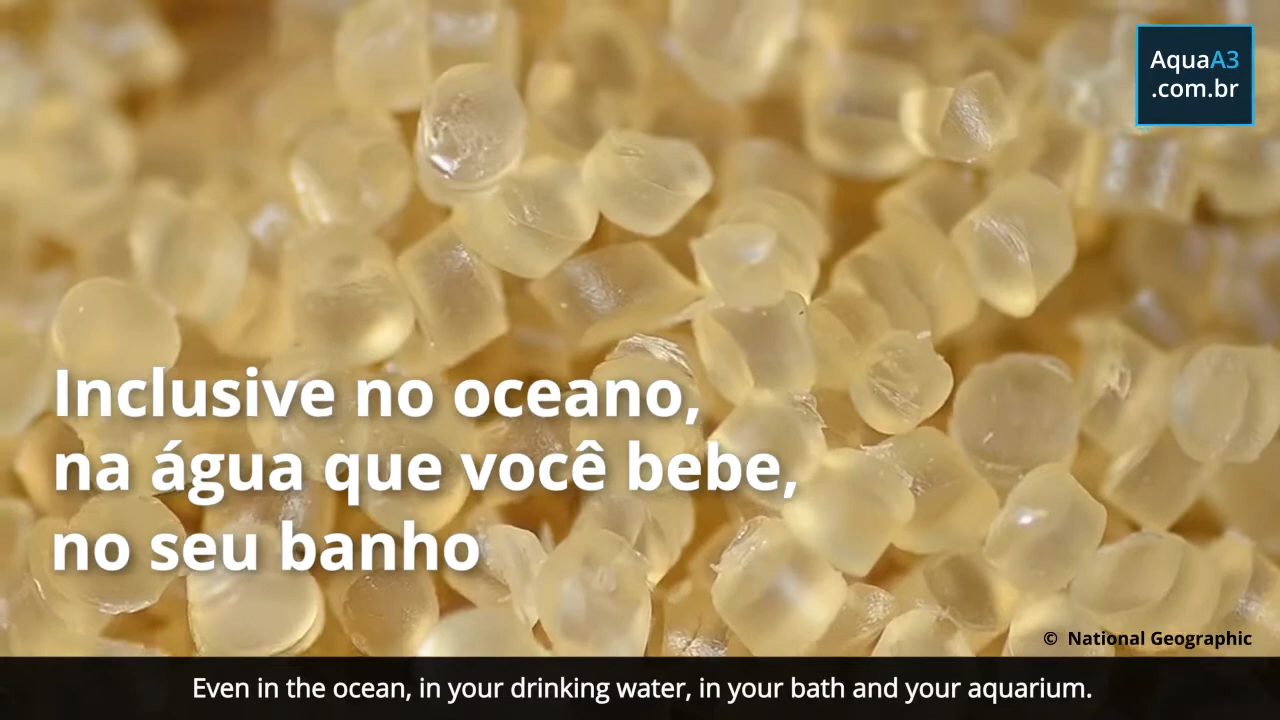 AquaA3
.com.br
Inclusive no oceano,
na água que você bebe,
no seu banho
© National Geographic
Even in the ocean, in your drinking water, in your bath and your aquarium.